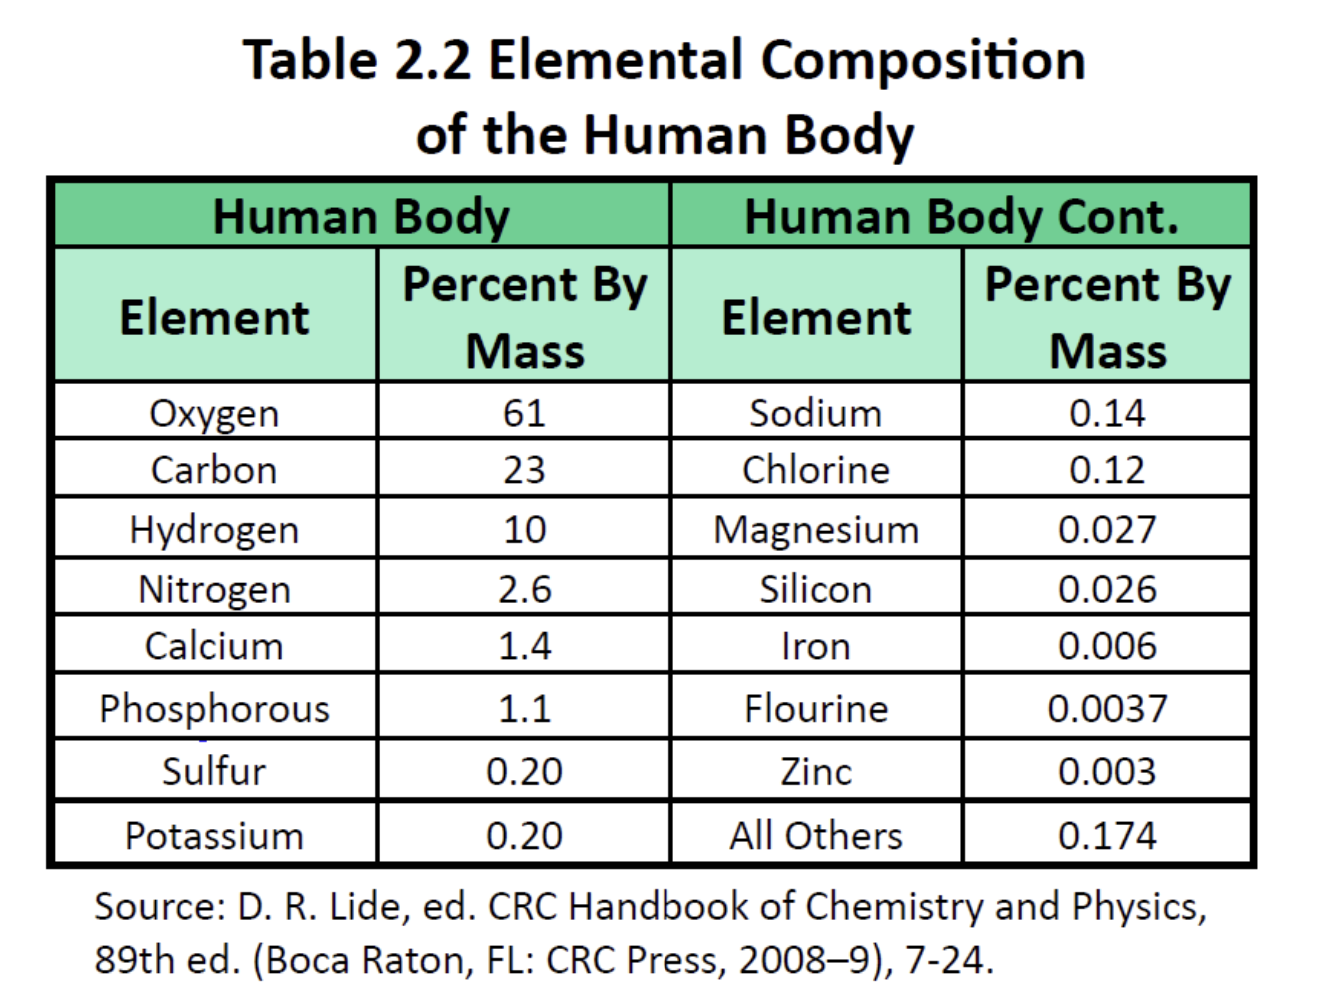 Table 2.2 Elemental Composition
of the Human Body
Human Body Human Body Cont.
Element Percent By Mass Element Percent By Mass
Oxygen 61 Sodium 0.14
Carbon 23 Chlorine 0.12
Hydrogen 10 Magnesium 0.027
Nitrogen 2.6 Silicon 0.026
Calcium 1.4 Iron 0.006
Phosphorous 1.1 Flourine 0.0037
Sulfur 0.20 Zinc 0.003
Potassium 0.20 All Others 0.174
Source: D. R. Lide, ed. CRC Handbook of Chemistry and Physics,
89th ed. (Boca Raton, FL: CRC Press, 2008–9), 7-24.